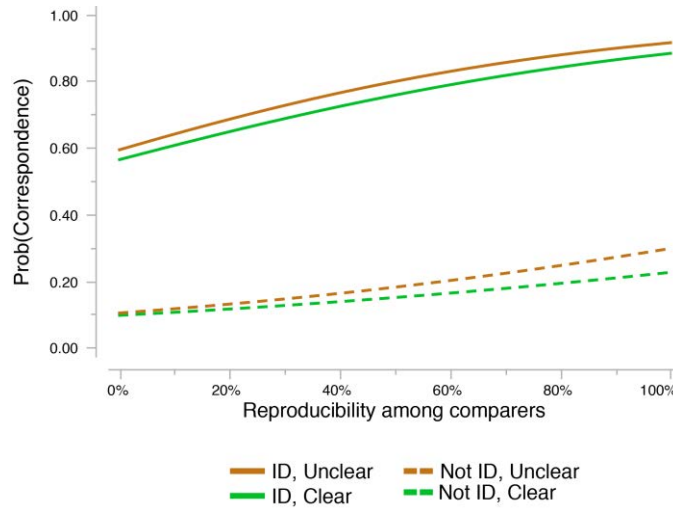 1.00
0.80
0.60
0.40
0.20
0.00
Prob(Correspondence)
0% 20% 40% 60% 80% 100%
Reproducibility among comparers
ID, Unclear Not ID, Unclear
ID, Clear Not ID, Clear